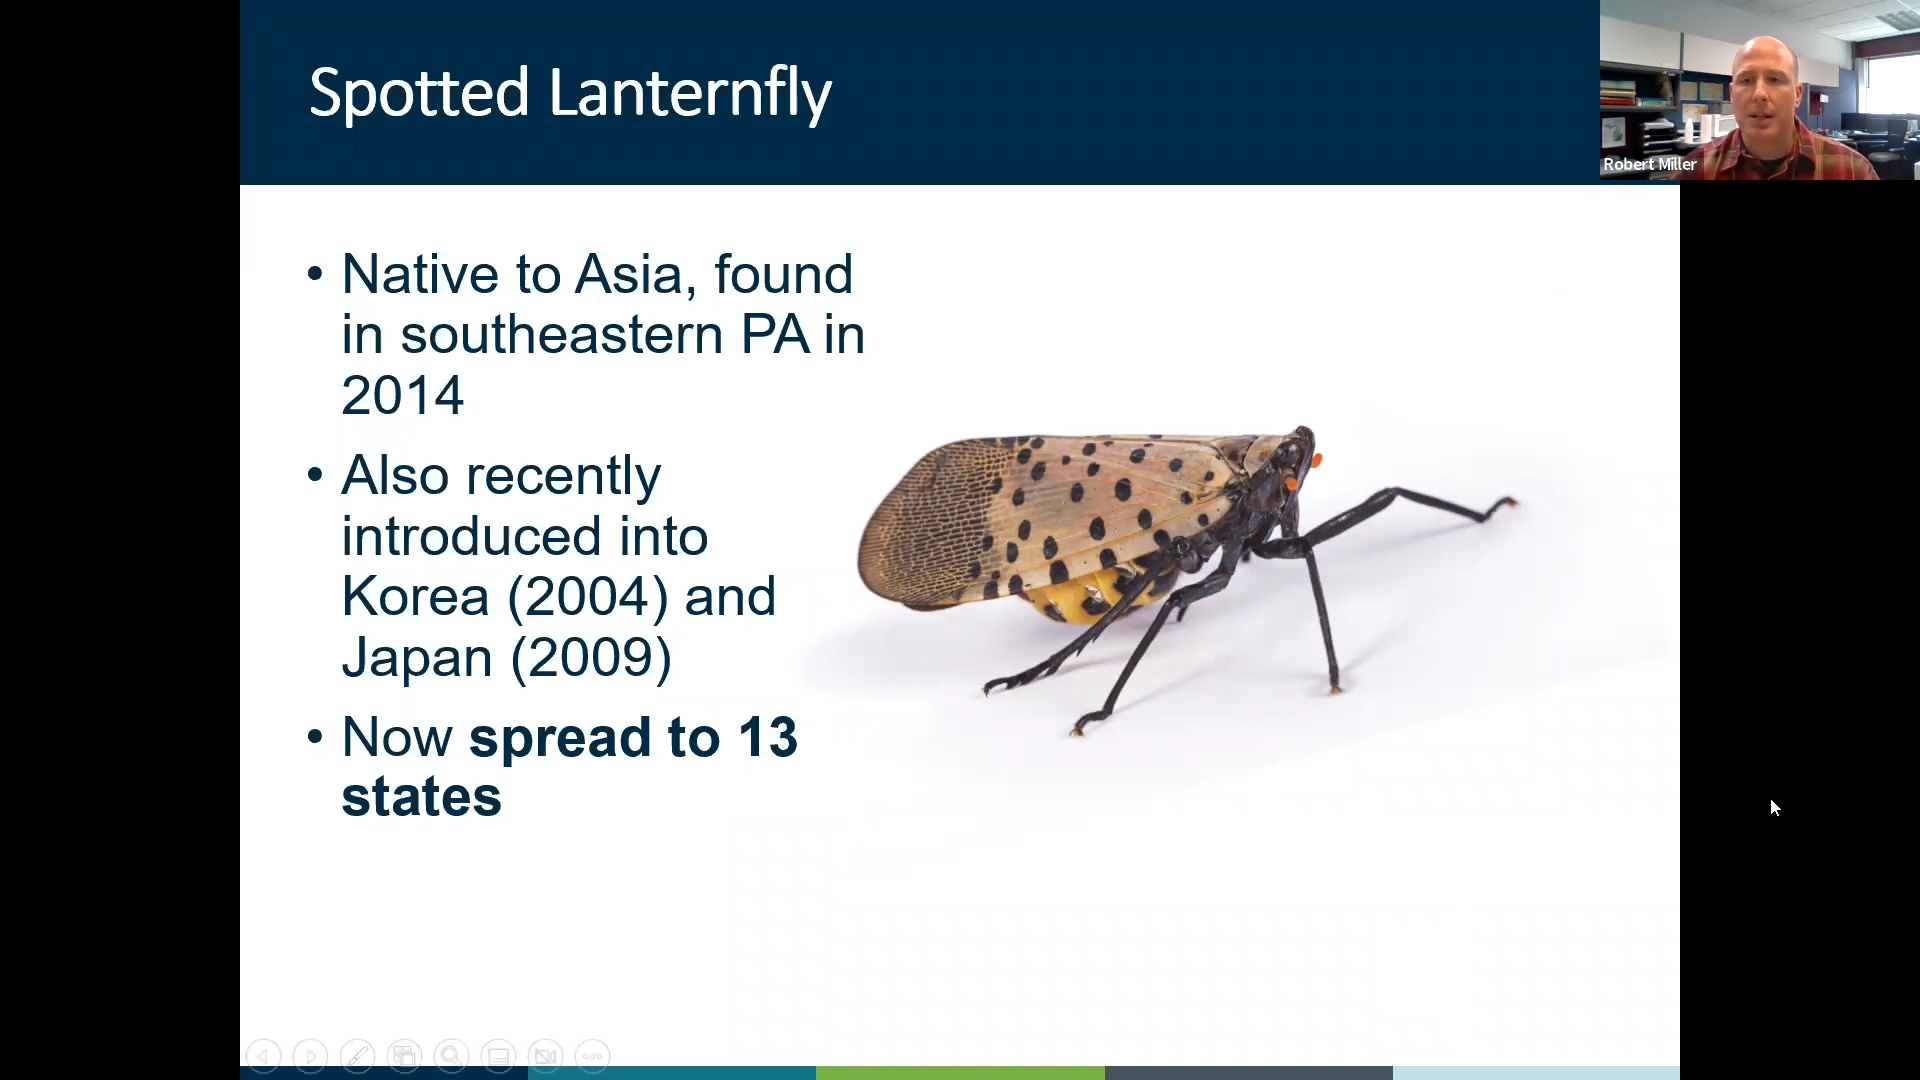 Spotted Lanternfly
Robert Miller
• Native to Asia, found
in southeastern PA in
2014
• Also recently
introduced into
Korea (2004) and
Japan (2009)
• Now spread to 13
states